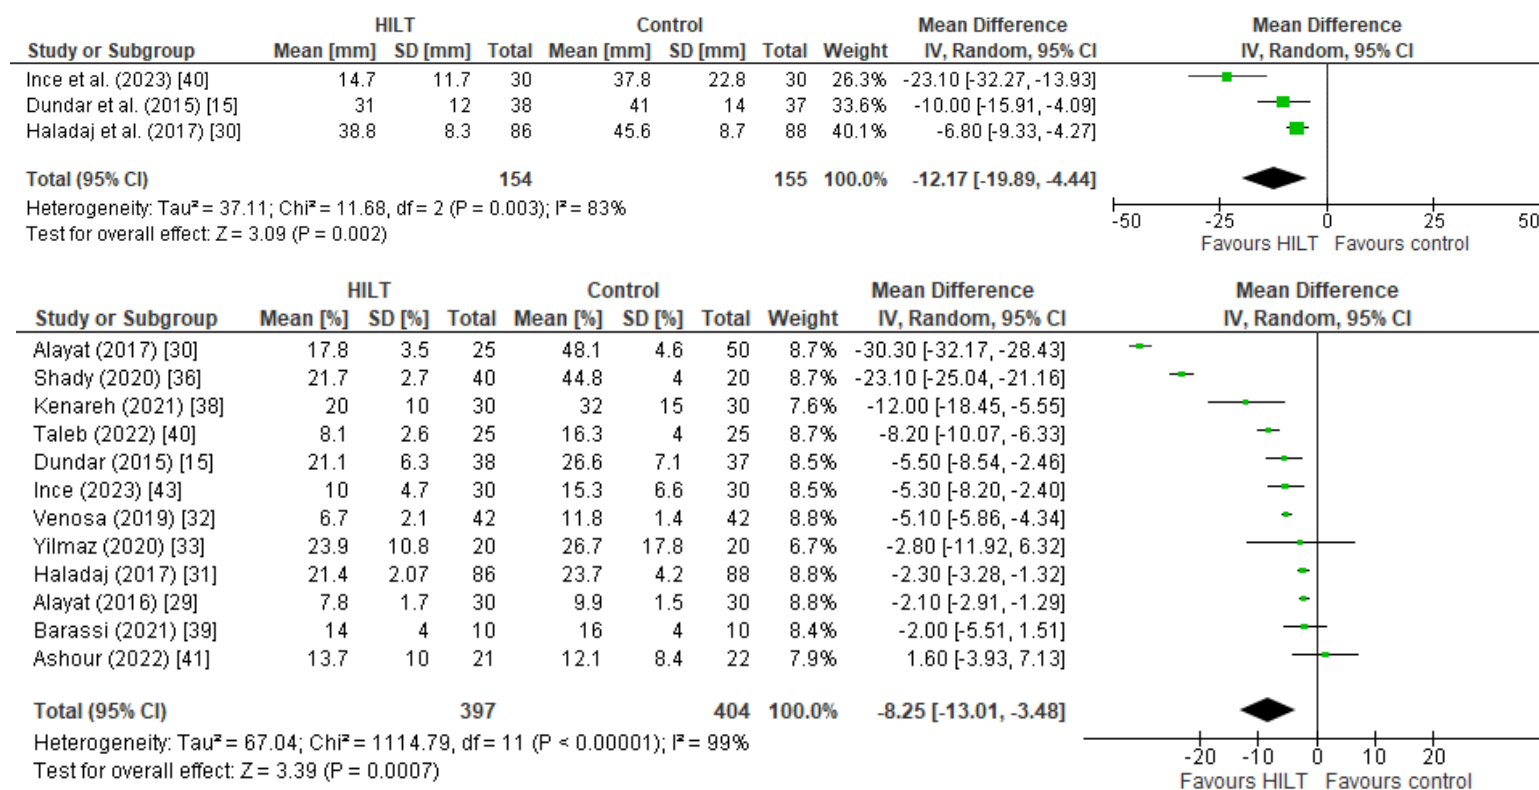 HILT Control Mean Difference Mean Difference
Study or Subgroup Mean [mm] SD [mm] Total Mean [mm] SD [mm] Total Weight IV, Random, 95% CI IV, Random, 95% CI
Ince et al. (2023) [40] 14.7 11.7 30 37.8 22.8 30 26.3% -23.10 [-32.27, -13.93]
Dundar et al. (2015) [15] 31 12 38 41 14 37 33.6% -10.00 [-15.91, -4.09]
Haladaj et al. (2017) [30] 38.8 8.3 86 45.6 8.7 88 40.1% -6.80 [-9.33, -4.27]
Total (95% CI) 154 155 100.0% -12.17 [-19.89, -4.44]
Heterogeneity: Tau² = 37.11; Chi² = 11.68, df = 2 (P = 0.003); I² = 83%
Test for overall effect: Z = 3.09 (P = 0.002)
-50 -25 0 25 50
Favours HILT Favours control
HILT Control Mean Difference Mean Difference
Study or Subgroup Mean [%] SD [%] Total Mean [%] SD [%] Total Weight IV, Random, 95% CI IV, Random, 95% CI
Alayat (2017) [30] 17.8 3.5 25 48.1 4.6 50 8.7% -30.30 [-32.17, -28.43]
Shady (2020) [36] 21.7 2.7 40 44.8 4 20 8.7% -23.10 [-25.04, -21.16]
Kenareh (2021) [38] 20 10 30 32 15 30 7.6% -12.00 [-18.45, -5.55]
Taleb (2022) [40] 8.1 2.6 25 16.3 4 25 8.7% -8.20 [-10.07, -6.33]
Dundar (2015) [15] 21.1 6.3 38 26.6 7.1 37 8.5% -5.50 [-8.54, -2.46]
Ince (2023) [43] 10 4.7 30 15.3 6.6 30 8.5% -5.30 [-8.20, -2.40]
Venosa (2019) [32] 6.7 2.1 42 11.8 1.4 42 8.8% -5.10 [-5.86, -4.34]
Yilmaz (2020) [33] 23.9 10.8 20 26.7 17.8 20 6.7% -2.80 [-11.92, 6.32]
Haladaj (2017) [31] 21.4 2.07 86 23.7 4.2 88 8.8% -2.30 [-3.28, -1.32]
Alayat (2016) [29] 7.8 1.7 30 9.9 1.5 30 8.8% -2.10 [-2.91, -1.29]
Barassi (2021) [39] 14 4 10 16 4 10 8.4% -2.00 [-5.51, 1.51]
Ashour (2022) [41] 13.7 10 21 12.1 8.4 22 7.9% 1.60 [-3.93, 7.13]
Total (95% CI) 397 404 100.0% -8.25 [-13.01, -3.48]
Heterogeneity: Tau² = 67.04; Chi² = 1114.79, df = 11 (P < 0.00001); I² = 99%
Test for overall effect: Z = 3.39 (P = 0.0007)
-20 -10 0 10 20
Favours HILT Favours control